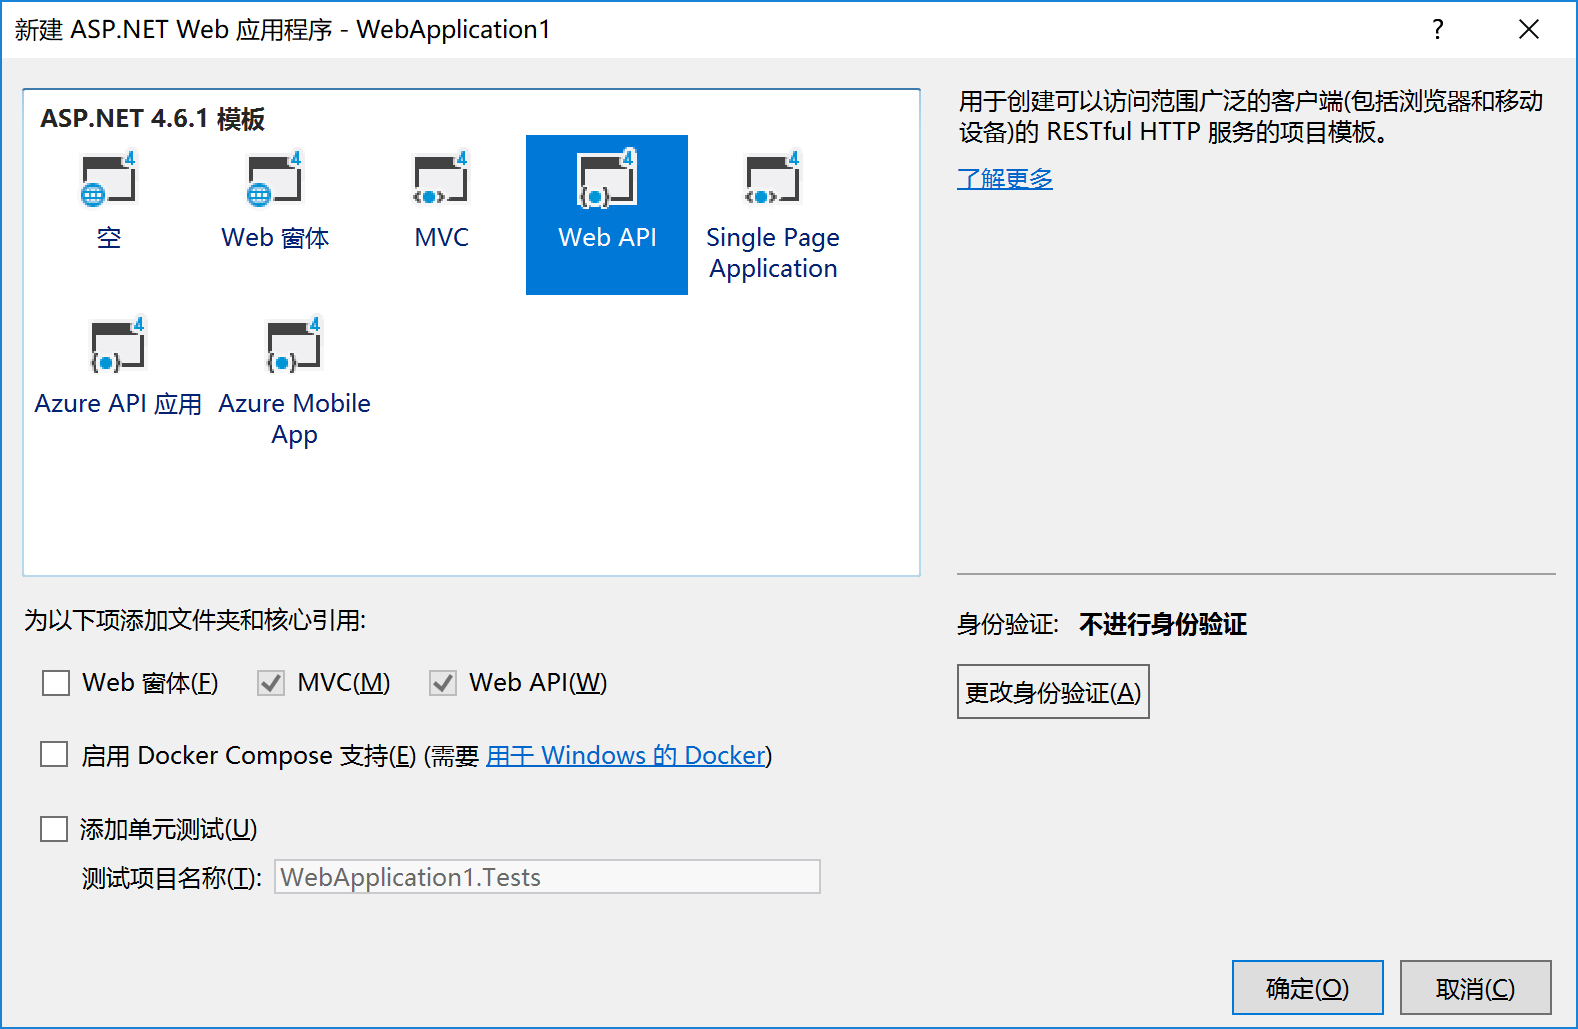 新建 ASP.NET Web 应用程序 - WebApplication1
?
ASP.NET 4.6.1 模板
4
空
4
Web 窗体
4
MVC
4
Web API
4
Single Page
Application
4
Azure API 应用
4
Azure Mobile
App
用于创建可以访问范围广泛的客户端(包括浏览器和移动
设备)的 RESTful HTTP 服务的项目模板。
了解更多
为以下项添加文件夹和核心引用:
Web 窗体(F)
MVC(M)
Web API(W)
启用 Docker Compose 支持(E) (需要 用于 Windows 的 Docker)
添加单元测试(U)
测试项目名称(T):
WebApplication1.Tests
身份验证: 不进行身份验证
更改身份验证(A)
确定(O)
取消(C)